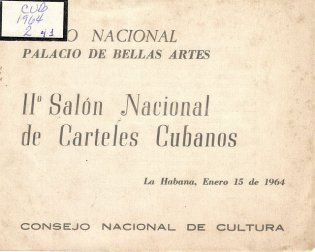 CUB
1964
O NACIONAL
PALACIO DE BELLAS ARTES
IIº Salón Nacional
de Carteles Cubanos
La Habana, Enero 15 de 1964
CONSEJO NACIONAL DE CULTURA